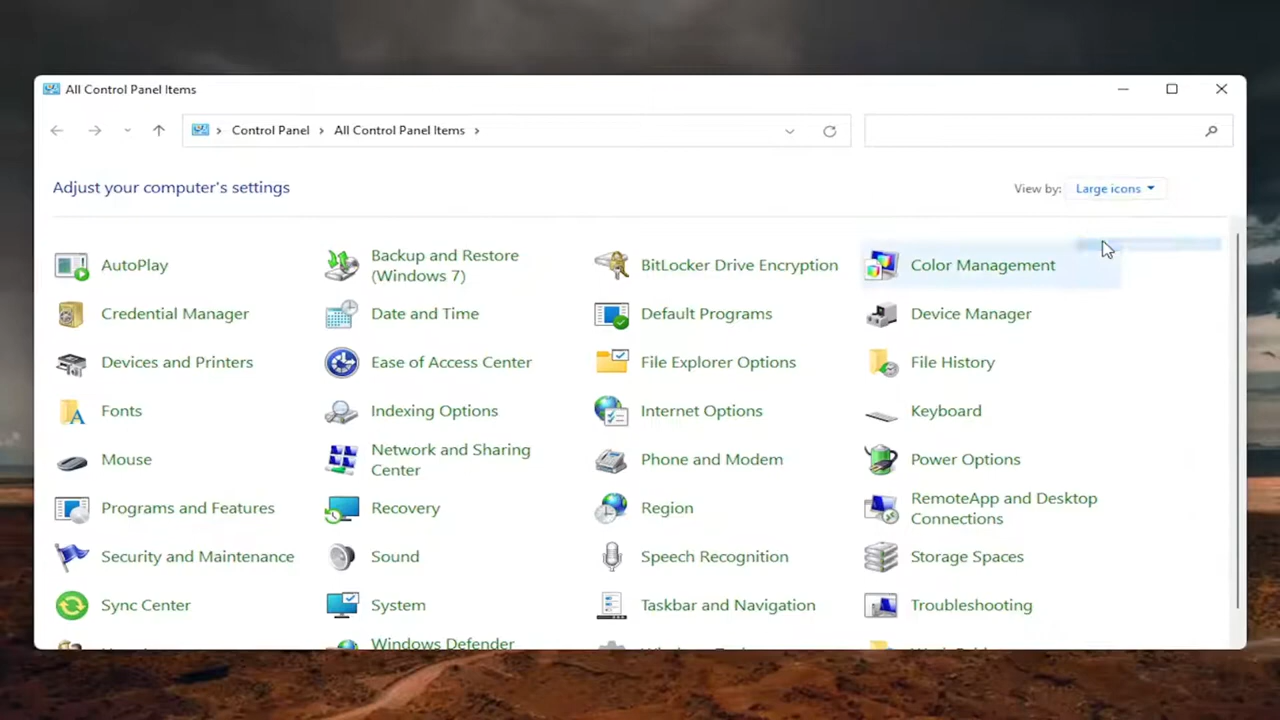 All Control Panel Items
Control Panel > All Control Panel Items >
Adjust your computer's settings
View by: Large icons
AutoPlay
Backup and Restore
(Windows 7)
BitLocker Drive Encryption
Color Management
Credential Manager
Date and Time
Default Programs
Device Manager
Devices and Printers
Ease of Access Center
File Explorer Options
File History
Fonts
Indexing Options
Internet Options
Keyboard
Mouse
Network and Sharing
Center
Phone and Modem
Power Options
Programs and Features
Recovery
Region
RemoteApp and Desktop
Connections
Security and Maintenance
Sound
Speech Recognition
Storage Spaces
Sync Center
System
Taskbar and Navigation
Troubleshooting
Windows Defender